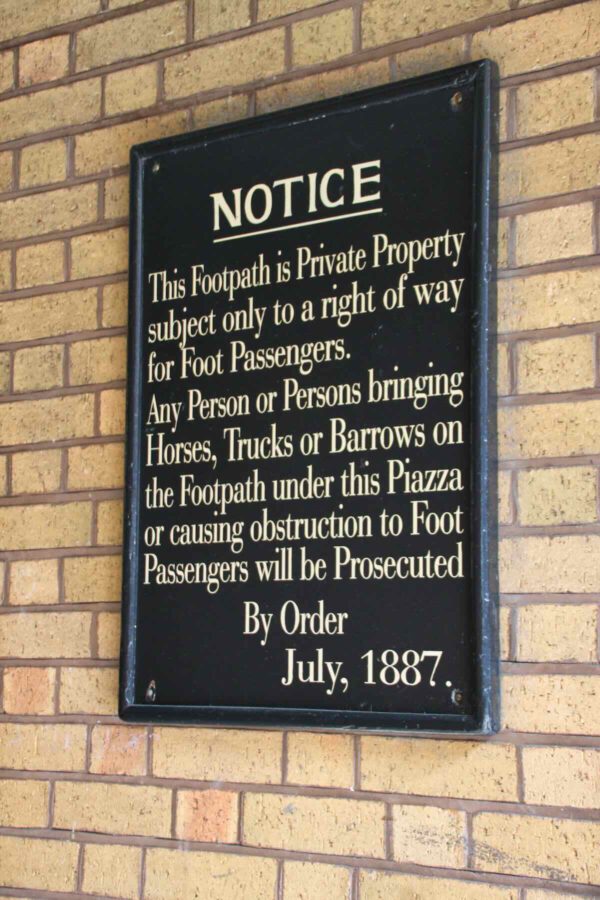 NOTICE
This Footpath is Private Property
subject only to a right of way
for Foot Passengers.
Any Person or Persons bringing
Horses, Trucks or Barrows on
the Footpath under this Piazza
or causing obstruction to Foot
Passengers will be Prosecuted
By Order
July, 1887.